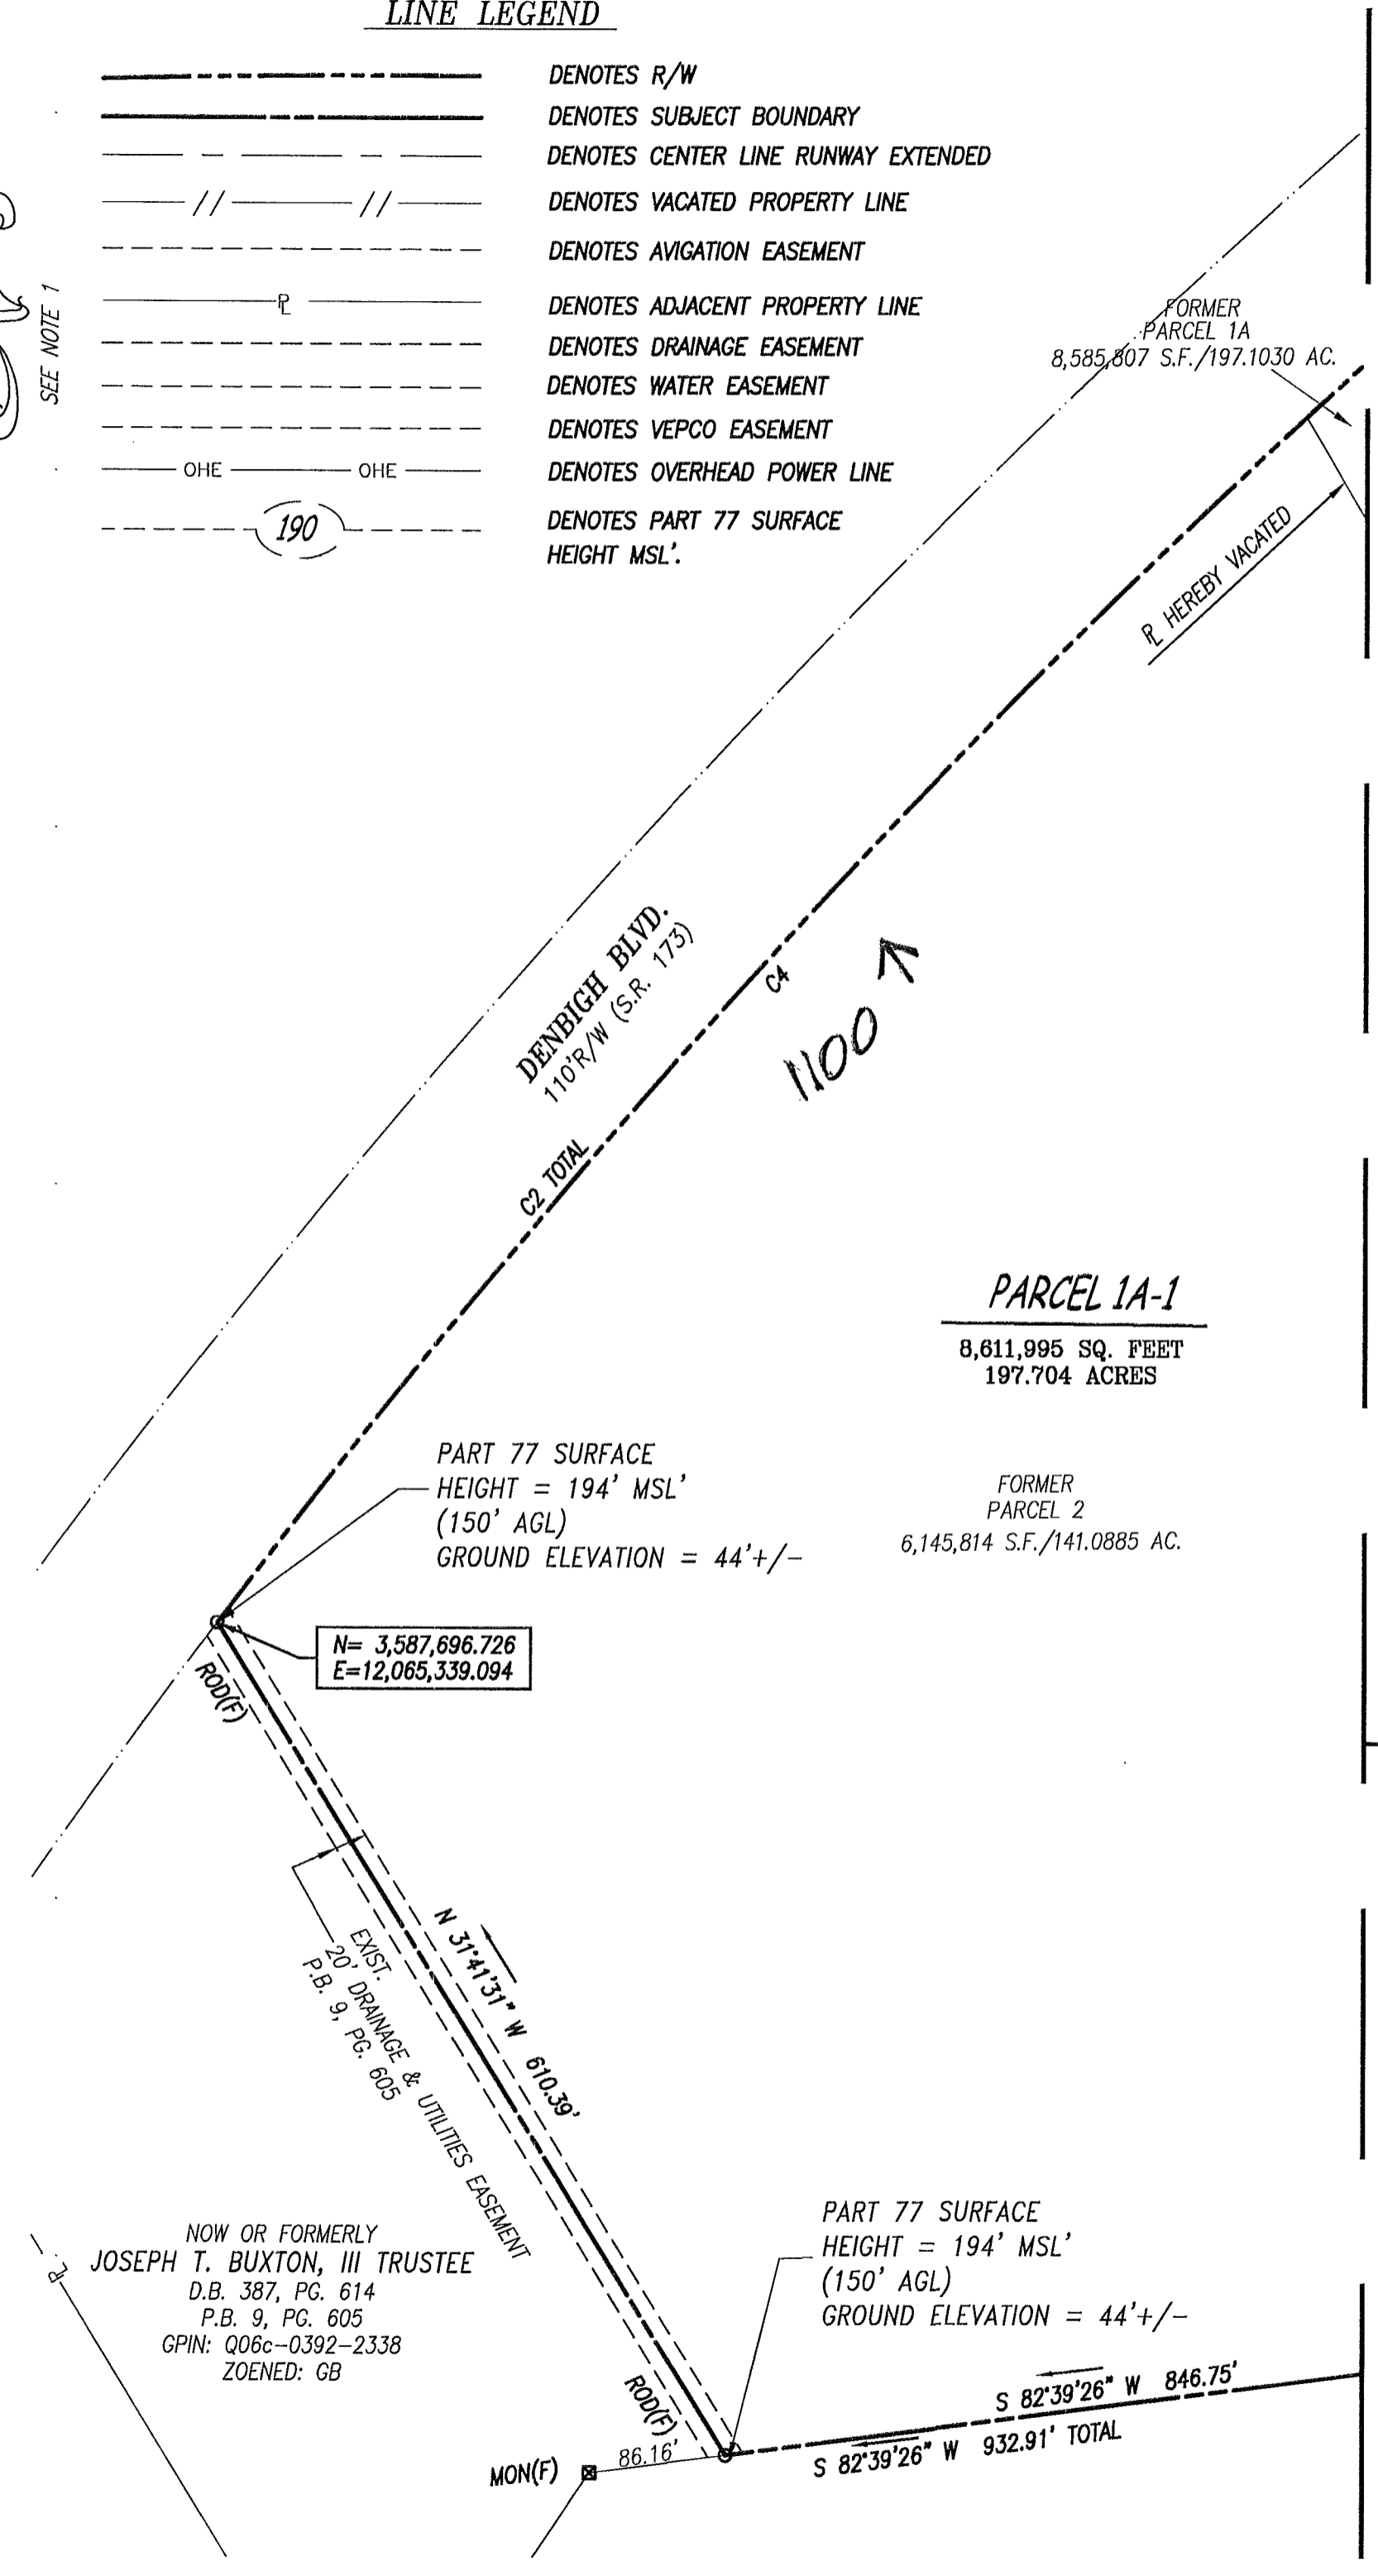 LINE LEGEND
DENOTES R/W
DENOTES SUBJECT BOUNDARY
DENOTES CENTER LINE RUNWAY EXTENDED
DENOTES VACATED PROPERTY LINE
DENOTES AVIGATION EASEMENT
PL
DENOTES ADJACENT PROPERTY LINE
DENOTES DRAINAGE EASEMENT
DENOTES WATER EASEMENT
DENOTES VEPCO EASEMENT
OHE OHE
DENOTES OVERHEAD POWER LINE
190
DENOTES PART 77 SURFACE
HEIGHT MSL'.
SEE NOTE 1
FORMER
PARCEL 1A
8,585,807 S.F./197.1030 AC.
PL HEREBY VACATED
DENBIGH BLVD.
110'R/W (S.R. 173)
C4
1100
C2 TOTAL
PARCEL 1A-1
8,611,995 SQ. FEET
197.704 ACRES
PART 77 SURFACE
HEIGHT = 194' MSL'
(150' AGL)
GROUND ELEVATION = 44'+/-
FORMER
PARCEL 2
6,145,814 S.F./141.0885 AC.
N= 3,587,696.726
E=12,065,339.094
ROD(F)
N 31°41'31" W 610.39'
EXIST.
20' DRAINAGE & UTILITIES EASEMENT
P.B. 9, PG. 605
PL
NOW OR FORMERLY
JOSEPH T. BUXTON, III TRUSTEE
D.B. 387, PG. 614
P.B. 9, PG. 605
GPIN: Q06c-0392-2338
ZOENED: GB
PART 77 SURFACE
HEIGHT = 194' MSL'
(150' AGL)
GROUND ELEVATION = 44'+/-
ROD(F)
S 82°39'26" W 846.75'
S 82°39'26" W 932.91' TOTAL
86.16'
MON(F)